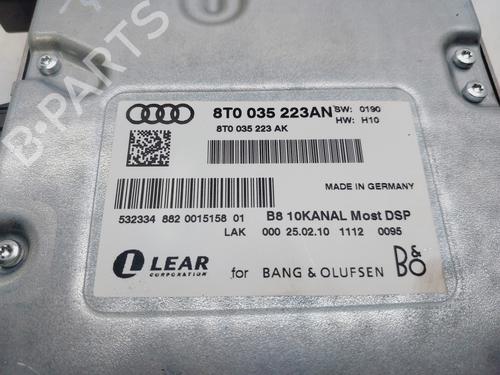 8T0 035 223AN SW: 0190
8T0 035 223 AK HW: H10
MADE IN GERMANY
532334 882 0015158 01 B8 10KANAL Most DSP
LAK 000 25.02.10 1112 0095
L LEAR CORPORATION for BANG & OLUFSEN B&O
B-PARTS